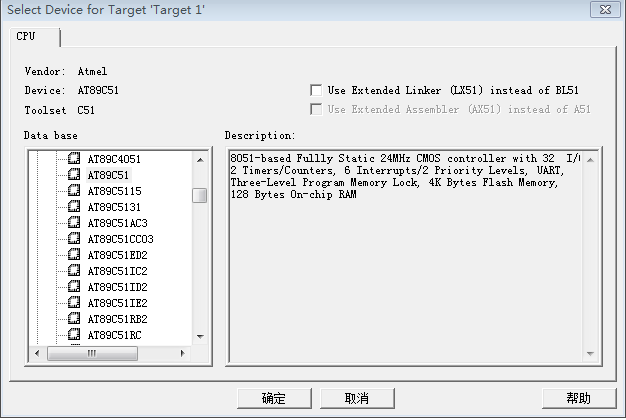 Select Device for Target 'Target 1'
CPU
Vendor: Atmel
Device: AT89C51
Use Extended Linker (LX51) instead of BL51
Toolset C51
Use Extended Assembler (AX51) instead of A51
Data base
Description:
AT89C4051
AT89C51
AT89C5115
AT89C5131
AT89C51AC3
AT89C51CC03
AT89C51ED2
AT89C51IC2
AT89C51ID2
AT89C51IE2
AT89C51RB2
AT89C51RC
8051-based Fullly Static 24MHz CMOS controller with 32 I/
2 Timers/Counters, 6 Interrupts/2 Priority Levels, UART,
Three-Level Program Memory Lock, 4K Bytes Flash Memory,
128 Bytes On-chip RAM
确定
取消
帮助